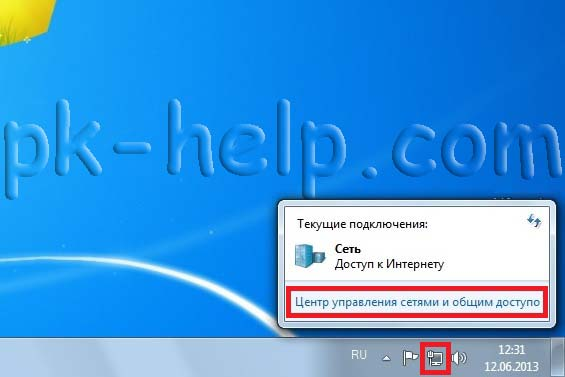 pk-help.com
Текущие подключения:
Сеть
Доступ к Интернету
Центр управления сетями и общим доступо
RU
12:31
12.06.2013